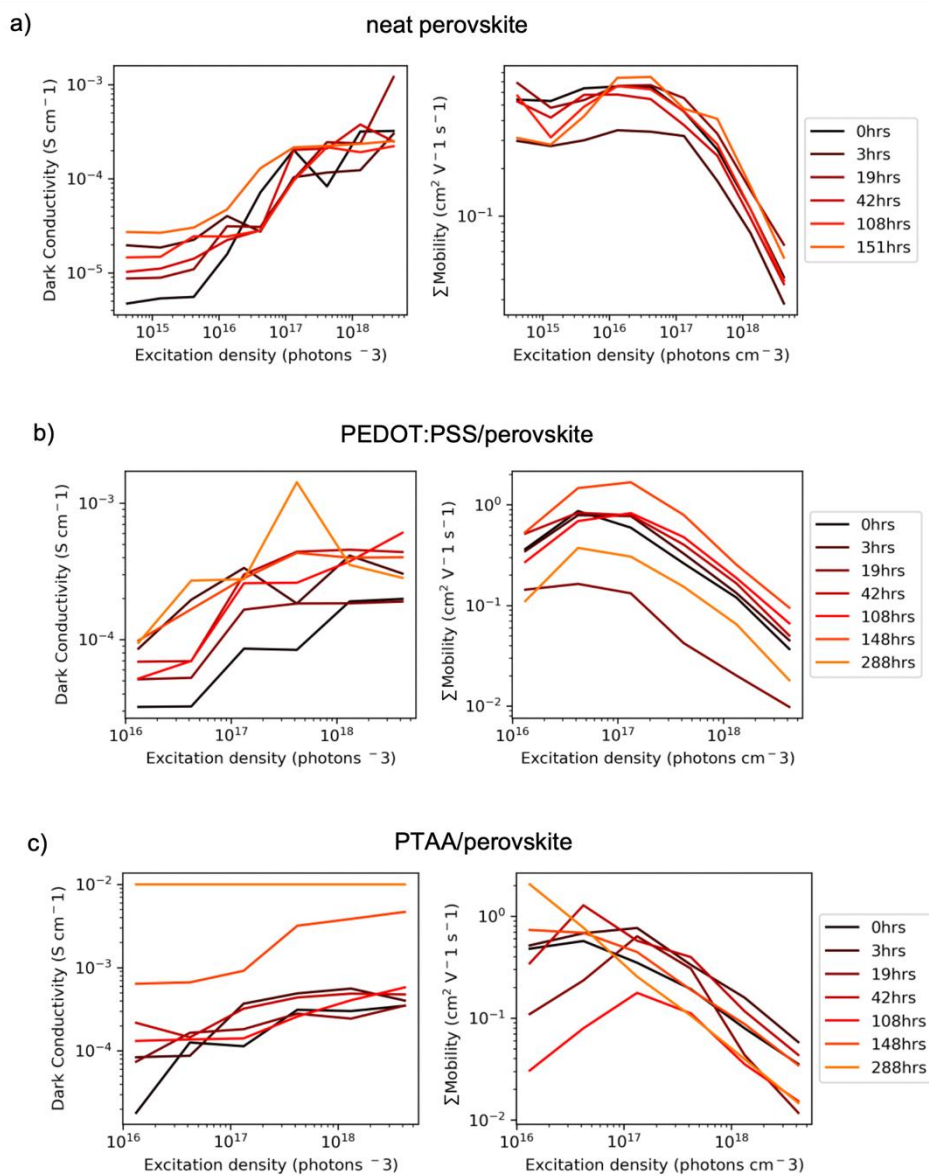 a)
neat perovskite
Dark Conductivity (S cm−1)
10−3
10−4
10−5
1015 1016 1017 1018
Excitation density (photons −3)
∑Mobility (cm2 V−1 s−1)
10−1
1015 1016 1017 1018
Excitation density (photons cm−3)
0hrs
3hrs
19hrs
42hrs
108hrs
151hrs
b)
PEDOT:PSS/perovskite
Dark Conductivity (S cm−1)
10−3
10−4
1016 1017 1018
Excitation density (photons −3)
∑Mobility (cm2 V−1 s−1)
100
10−1
10−2
1016 1017 1018
Excitation density (photons cm−3)
0hrs
3hrs
19hrs
42hrs
108hrs
148hrs
288hrs
c)
PTAA/perovskite
Dark Conductivity (S cm−1)
10−2
10−3
10−4
1016 1017 1018
Excitation density (photons −3)
∑Mobility (cm2 V−1 s−1)
100
10−1
10−2
1016 1017 1018
Excitation density (photons cm−3)
0hrs
3hrs
19hrs
42hrs
108hrs
148hrs
288hrs